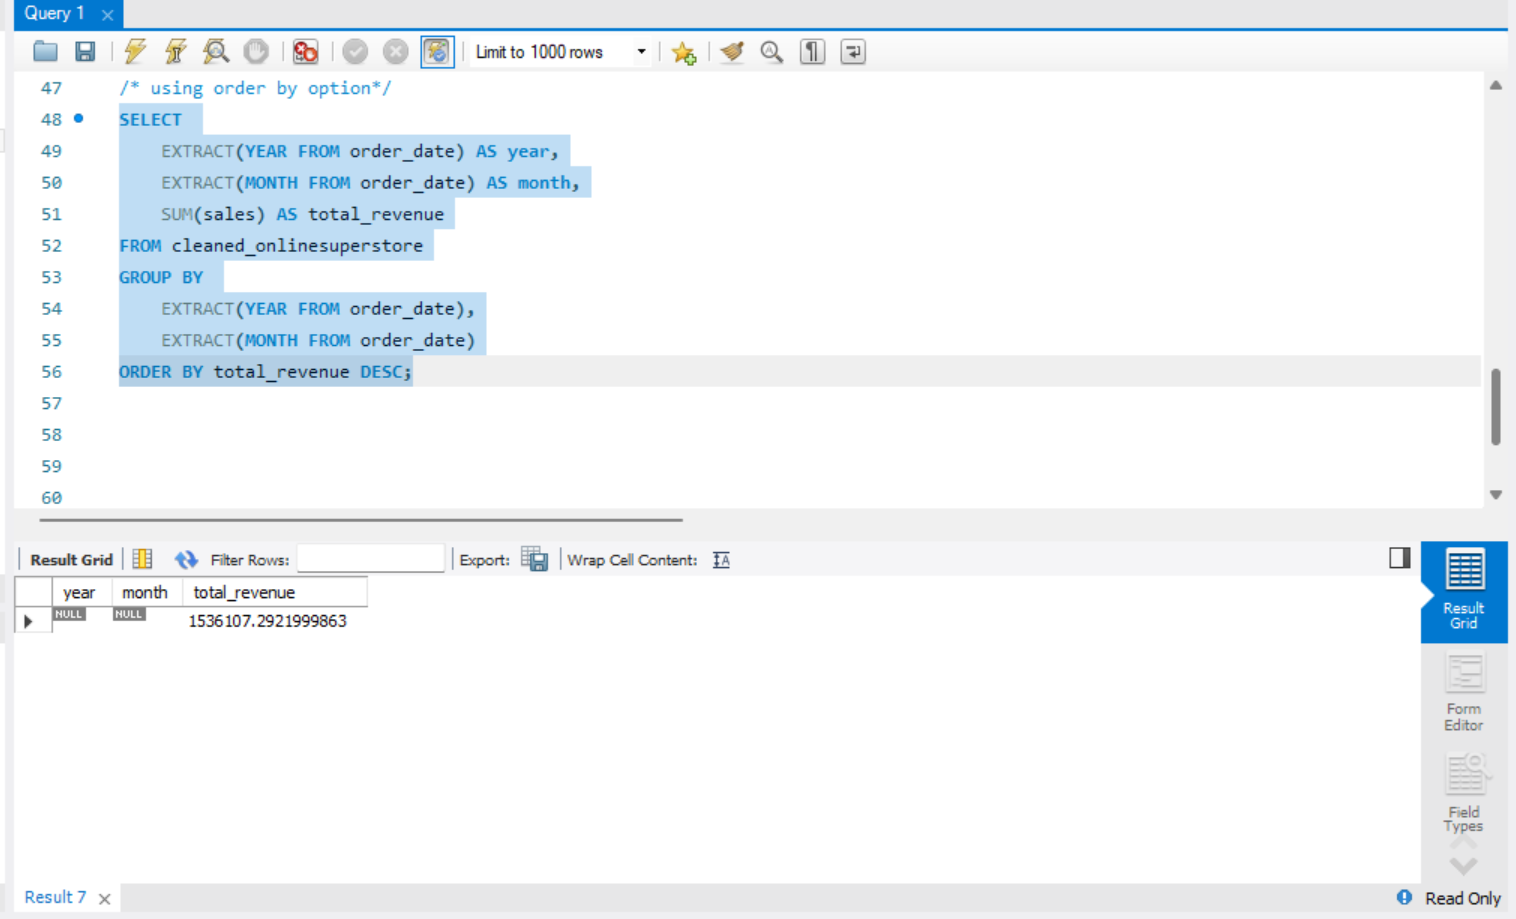 Query 1
Limit to 1000 rows
47 /* using order by option*/
48 SELECT
49 EXTRACT(YEAR FROM order_date) AS year,
50 EXTRACT(MONTH FROM order_date) AS month,
51 SUM(sales) AS total_revenue
52 FROM cleaned_onlinesuperstore
53 GROUP BY
54 EXTRACT(YEAR FROM order_date),
55 EXTRACT(MONTH FROM order_date)
56 ORDER BY total_revenue DESC;
57
58
59
60
Result Grid Filter Rows: Export: Wrap Cell Content:
year month total_revenue
NULL NULL 1536107.2921999863
Result
Grid
Form
Editor
Field
Types
Result 7 Read Only